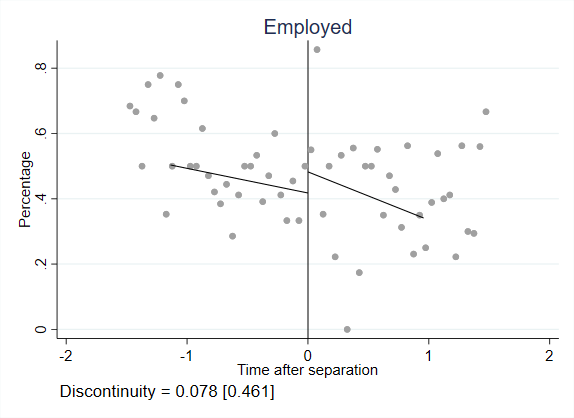 Employed
Percentage
.8
.6
.4
.2
0
-2 -1 0 1 2
Time after separation
Discontinuity = 0.078 [0.461]